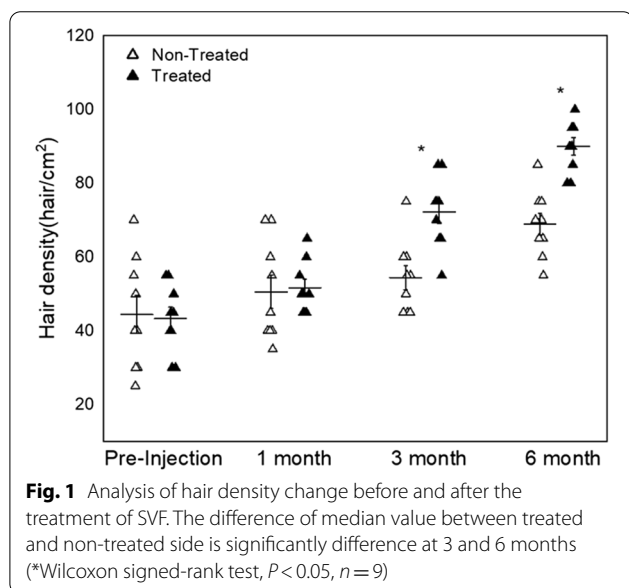 120
100
80
60
40
20
Hair density(hair/cm²)
△ Non-Treated
▲ Treated
*
*
Pre-Injection 1 month 3 month 6 month
Fig. 1 Analysis of hair density change before and after the
treatment of SVF. The difference of median value between treated
and non-treated side is significantly difference at 3 and 6 months
(*Wilcoxon signed-rank test, P < 0.05, n = 9)